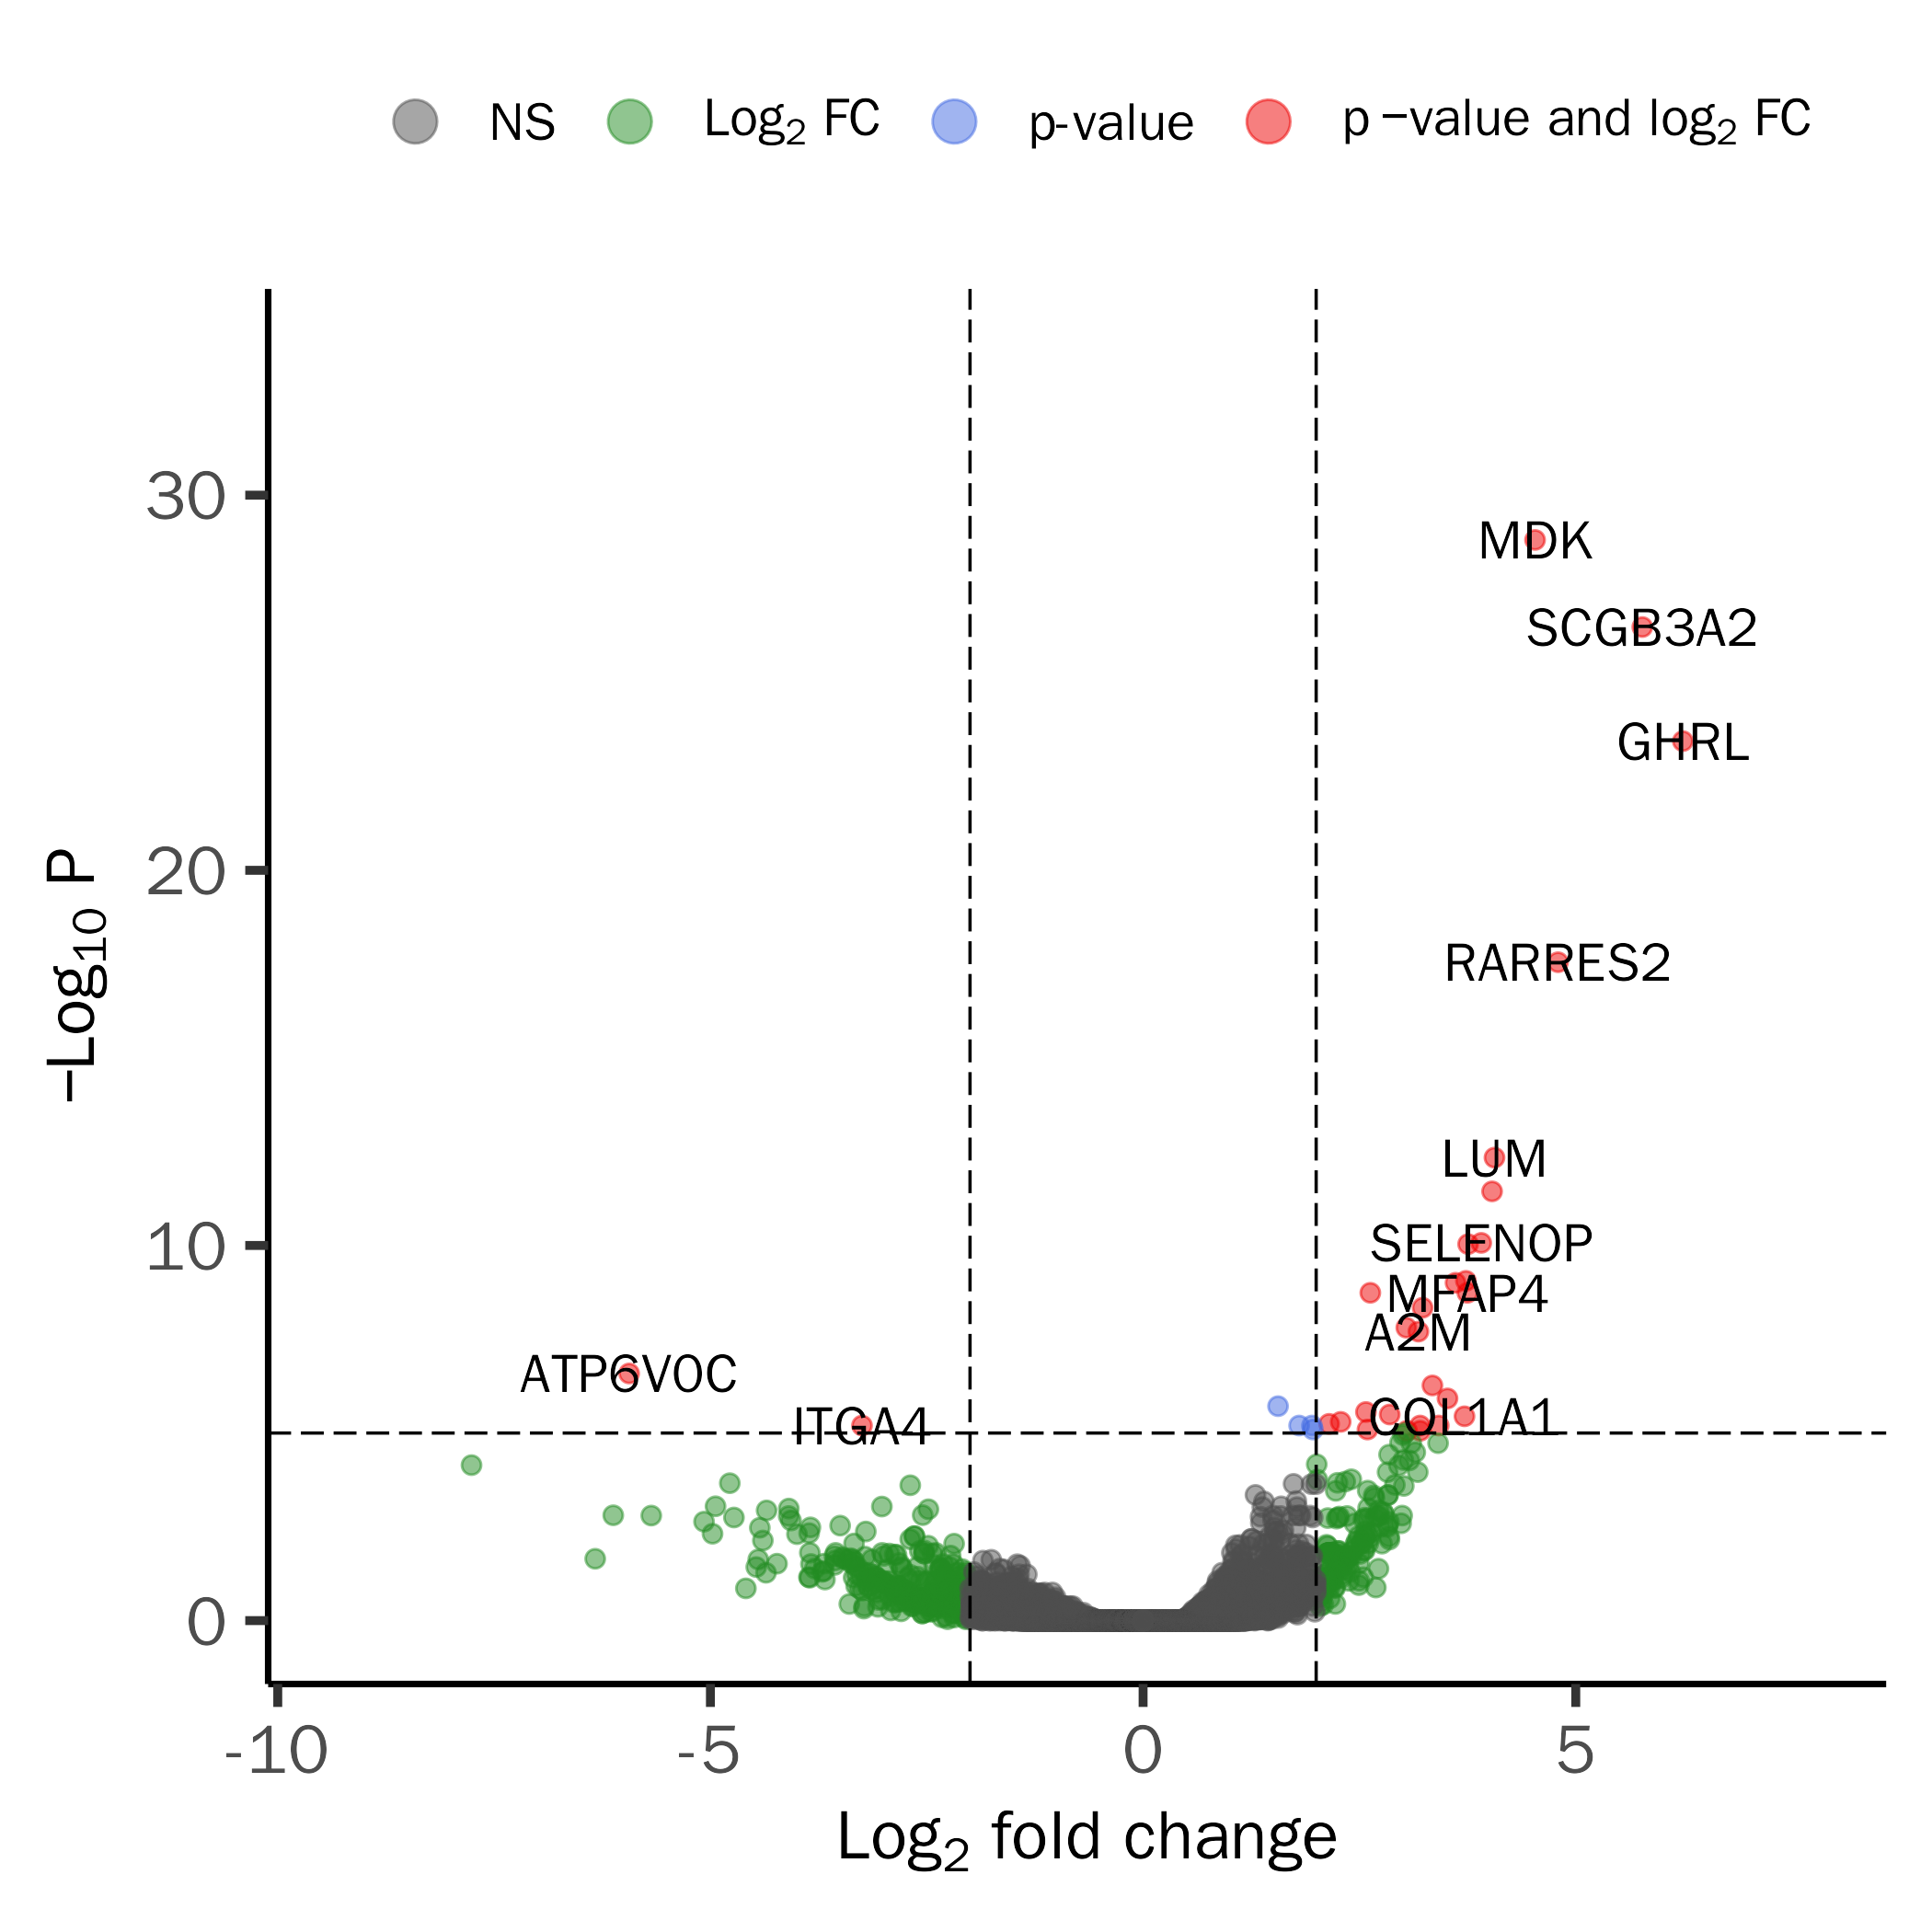 NS Log₂ FC p-value p −value and log₂ FC
30
20
10
0
−Log₁₀ P
MDK
SCGB3A2
GHRL
RARRES2
LUM
SELENOP
MFAP4
A2M
ATP6V0C
ITGA4
COL1A1
-10 -5 0 5
Log₂ fold change